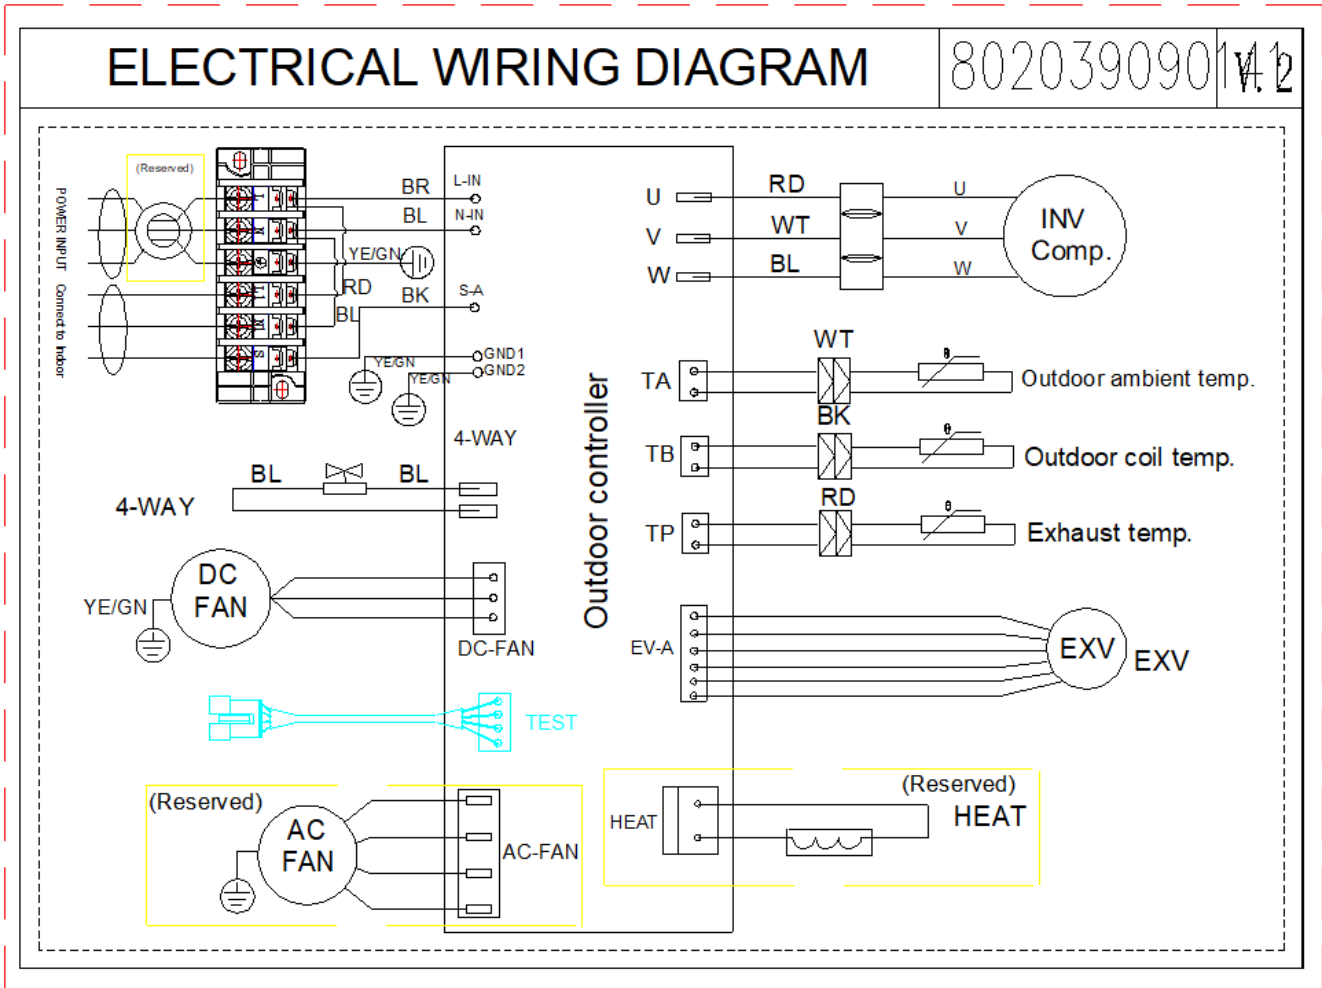 ELECTRICAL WIRING DIAGRAM
V. 2
(Reserved)
POWER INPUT
Connect to Indoor
L
N
L1
N1
S
BR
BL
YE/GN
RD
BK
BL
L-IN
N-IN
S-A
YE/GN
GND1
YE/GN
GND2
4-WAY
BL
BL
4-WAY
DC
FAN
YE/GN
DC-FAN
TEST
(Reserved)
AC
FAN
AC-FAN
Outdoor controller
U
RD
U
V
WT
V
W
BL
W
INV
Comp.
TA
WT
θ
Outdoor ambient temp.
TB
BK
θ
Outdoor coil temp.
TP
RD
θ
Exhaust temp.
EV-A
EXV
EXV
(Reserved)
HEAT
HEAT